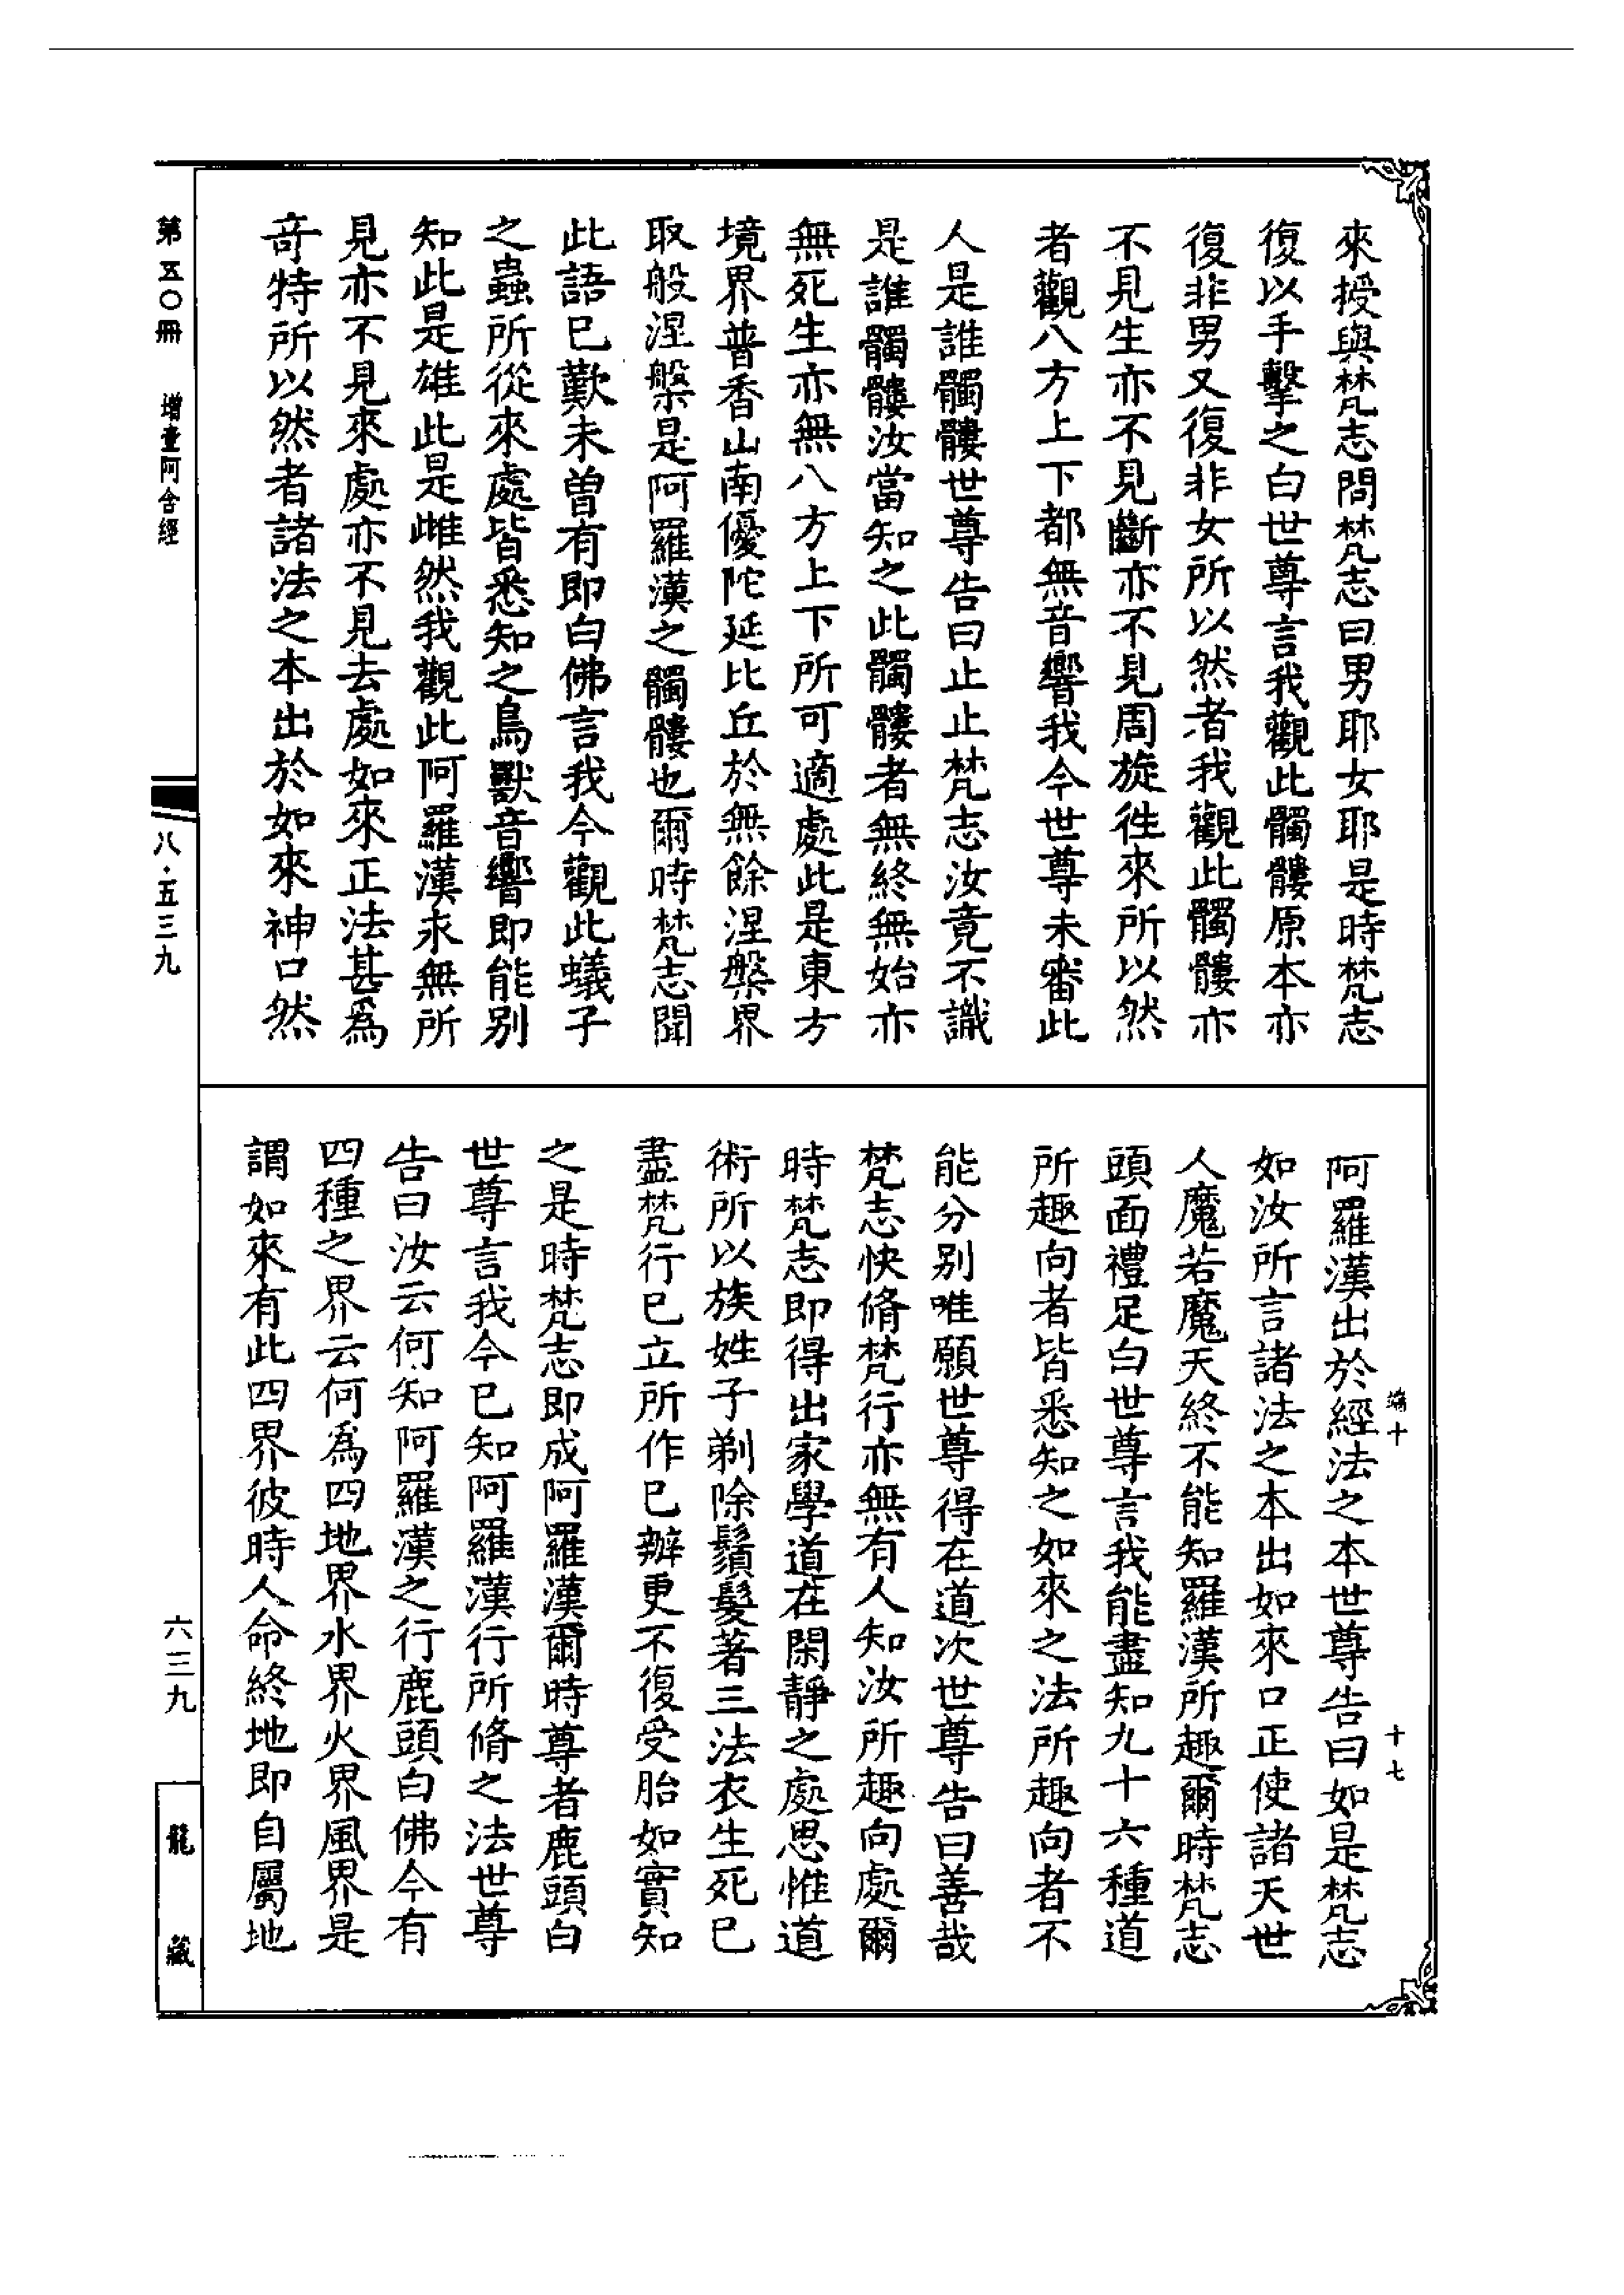 來授與梵志問梵志曰男耶女耶是時梵志
復以手擊之白世尊言我觀此髑髏原本亦
復非男又復非女所以然者我觀此髑髏亦
不見生亦不見斷亦不見周旋徃來所以然
者觀八方上下都無音響我今世尊未審此
人是誰髑髏世尊告曰止止梵志汝竟不識
是誰髑髏汝當知之此髑髏者無終無始亦
無死生亦無八方上下所可適處此是東方
境界普香山南優陀延比丘於無餘涅槃界
取般涅槃是阿羅漢之髑髏也爾時梵志聞
此語已歎未曾有即白佛言我今觀此蟻子
之蟲所從來處皆悉知之鳥獸音響即能別
知此是雄此是雌然我觀此阿羅漢永無所
見亦不見來處亦不見去處如來正法甚爲
奇特所以然者諸法之本出於如來神口然
阿羅漢出於經法之本世尊告曰如是梵志
如汝所言諸法之本出如來口正使諸天世
人魔若魔天終不能知羅漢所趣爾時梵志
頭面禮足白世尊言我能盡知九十六種道
所趣向者皆悉知之如來之法所趣向者不
能分別唯願世尊得在道次世尊告曰善哉
梵志快脩梵行亦無有人知汝所趣向處爾
時梵志即得出家學道在閑靜之處思惟道
術所以族姓子剃除鬚髮著三法衣生死已
盡梵行已立所作已辦更不復受胎如實知
之是時梵志即成阿羅漢爾時尊者鹿頭白
世尊言我今已知阿羅漢行所脩之法世尊
告曰汝云何知阿羅漢之行鹿頭白佛今有
四種之界云何爲四地界水界火界風界是
謂如來有此四界彼時人命終地即自屬地
十七
第五〇冊 增壹阿含經
八·五三九
六三九
龍藏